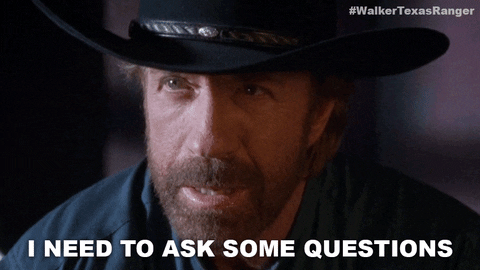 #WalkerTexasRanger
I NEED TO ASK SOME QUESTIONS